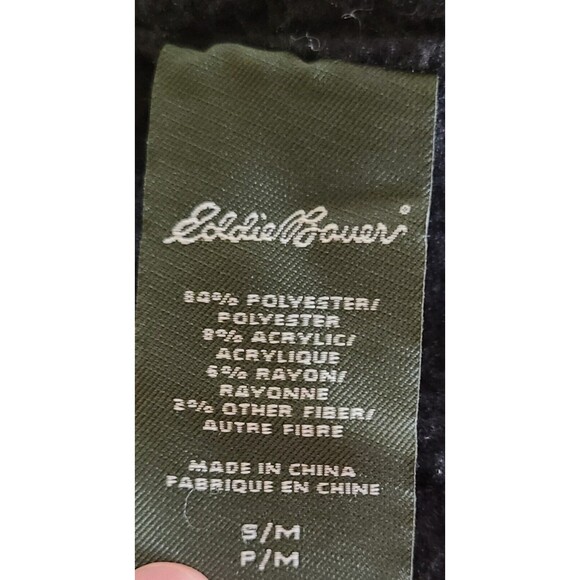 Eddie Bauer
84% POLYESTER/
POLYESTER
8% ACRYLIC/
ACRYLIQUE
6% RAYON/
RAYONNE
2% OTHER FIBER/
AUTRE FIBRE
MADE IN CHINA
FABRIQUE EN CHINE
S/M
P/M